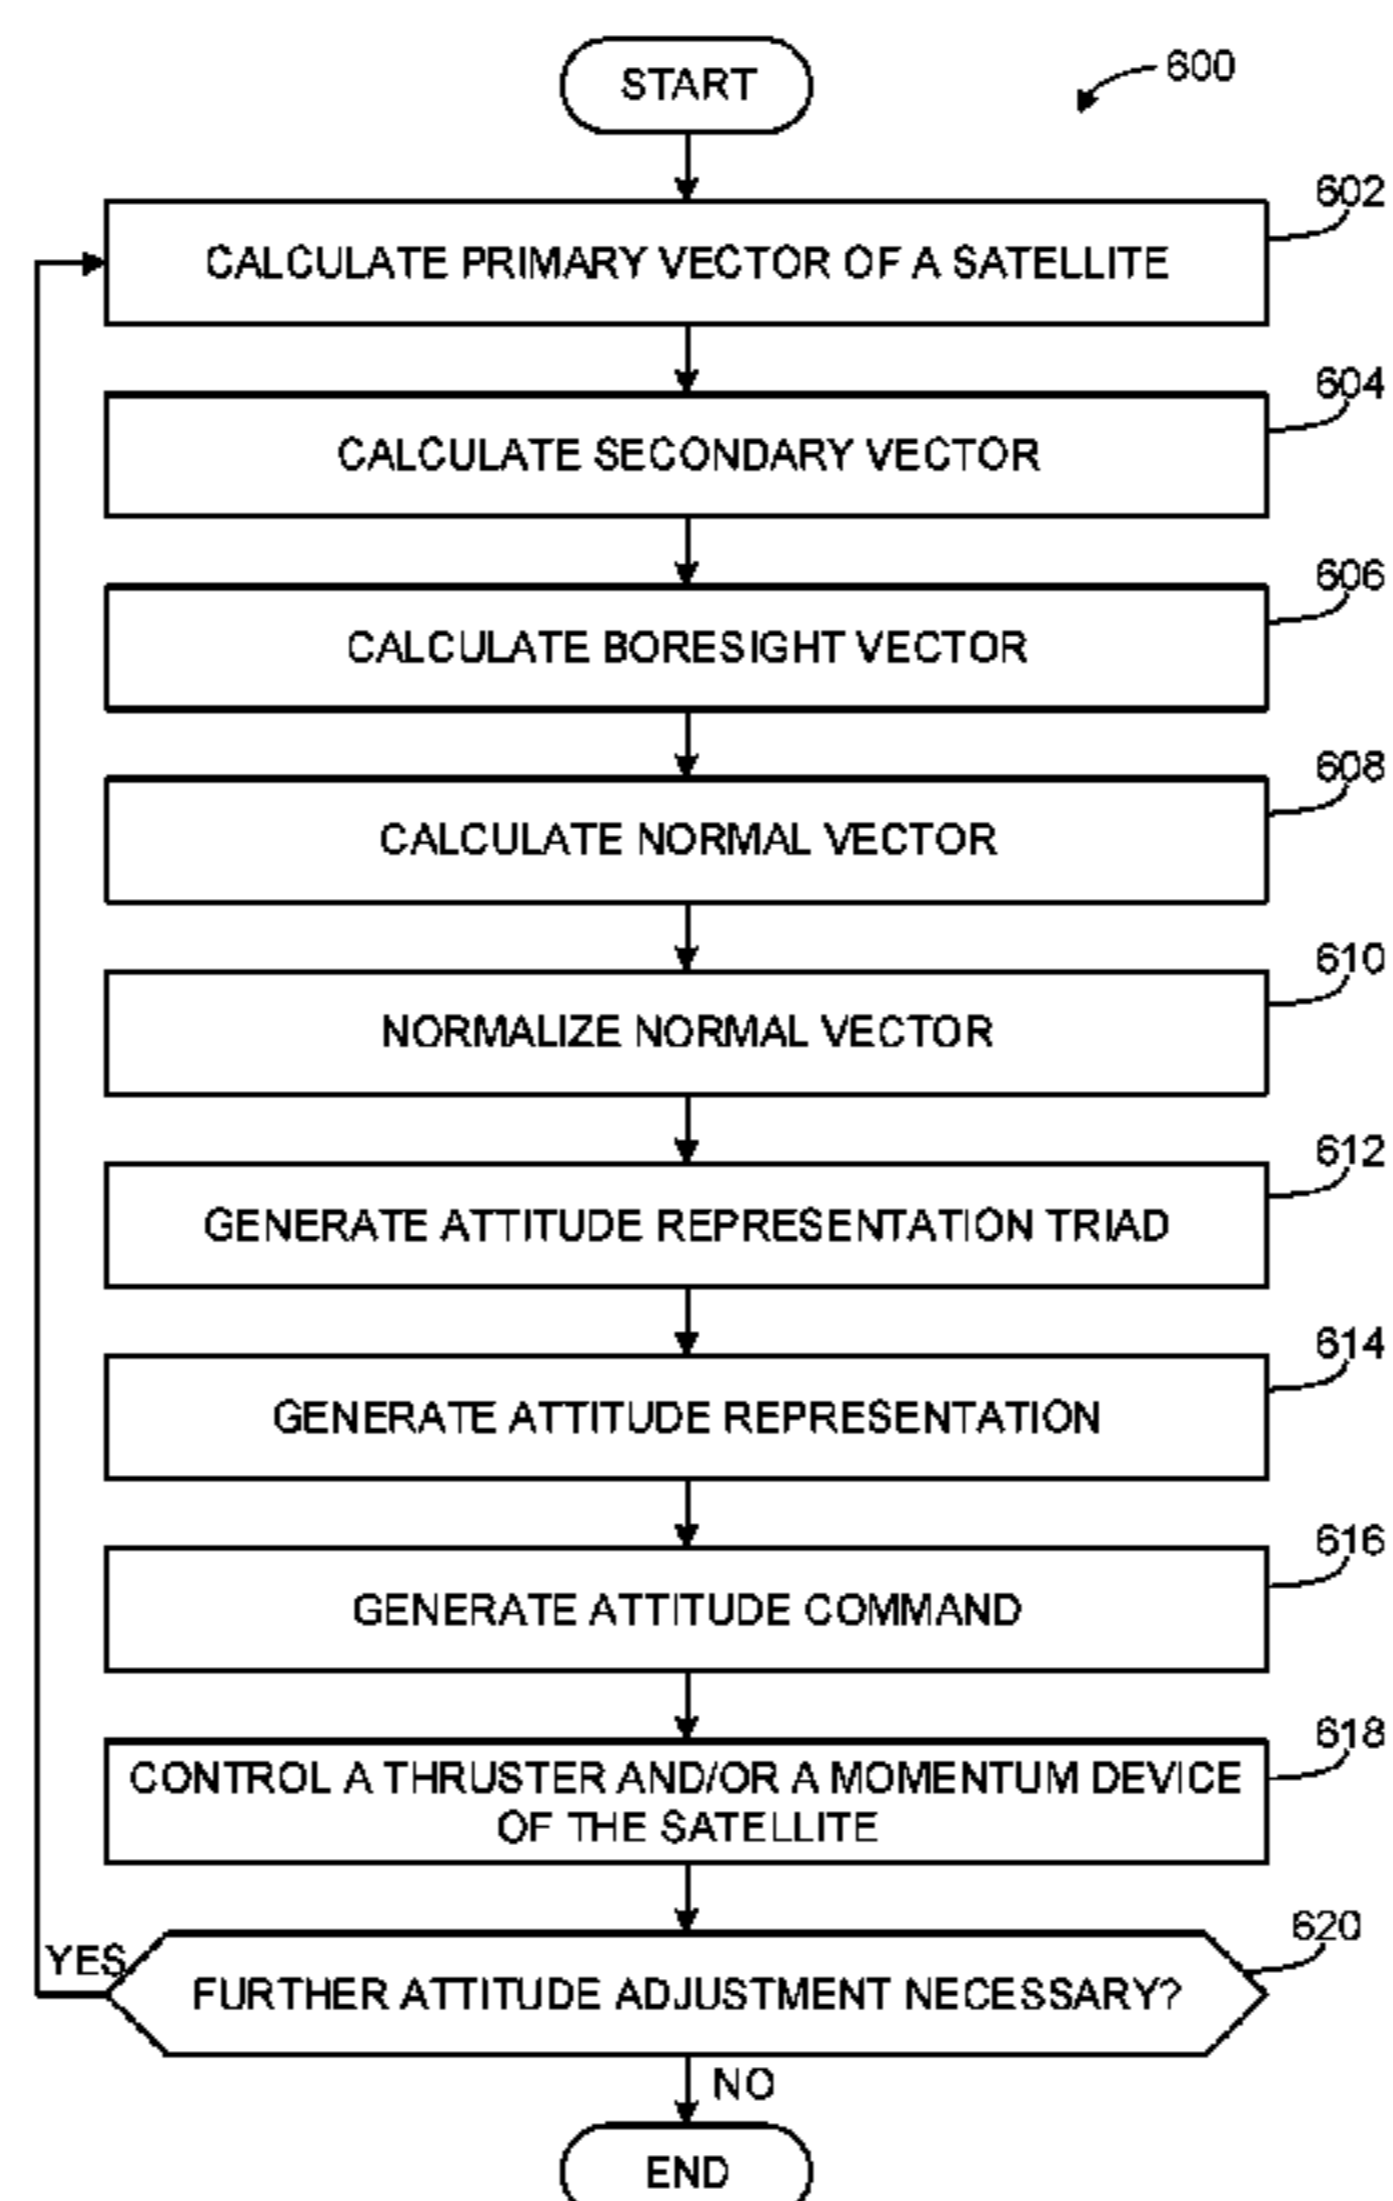 START
600
602
CALCULATE PRIMARY VECTOR OF A SATELLITE
604
CALCULATE SECONDARY VECTOR
606
CALCULATE BORESIGHT VECTOR
608
CALCULATE NORMAL VECTOR
610
NORMALIZE NORMAL VECTOR
612
GENERATE ATTITUDE REPRESENTATION TRIAD
614
GENERATE ATTITUDE REPRESENTATION
616
GENERATE ATTITUDE COMMAND
618
CONTROL A THRUSTER AND/OR A MOMENTUM DEVICE
OF THE SATELLITE
620
YES
FURTHER ATTITUDE ADJUSTMENT NECESSARY?
NO
END